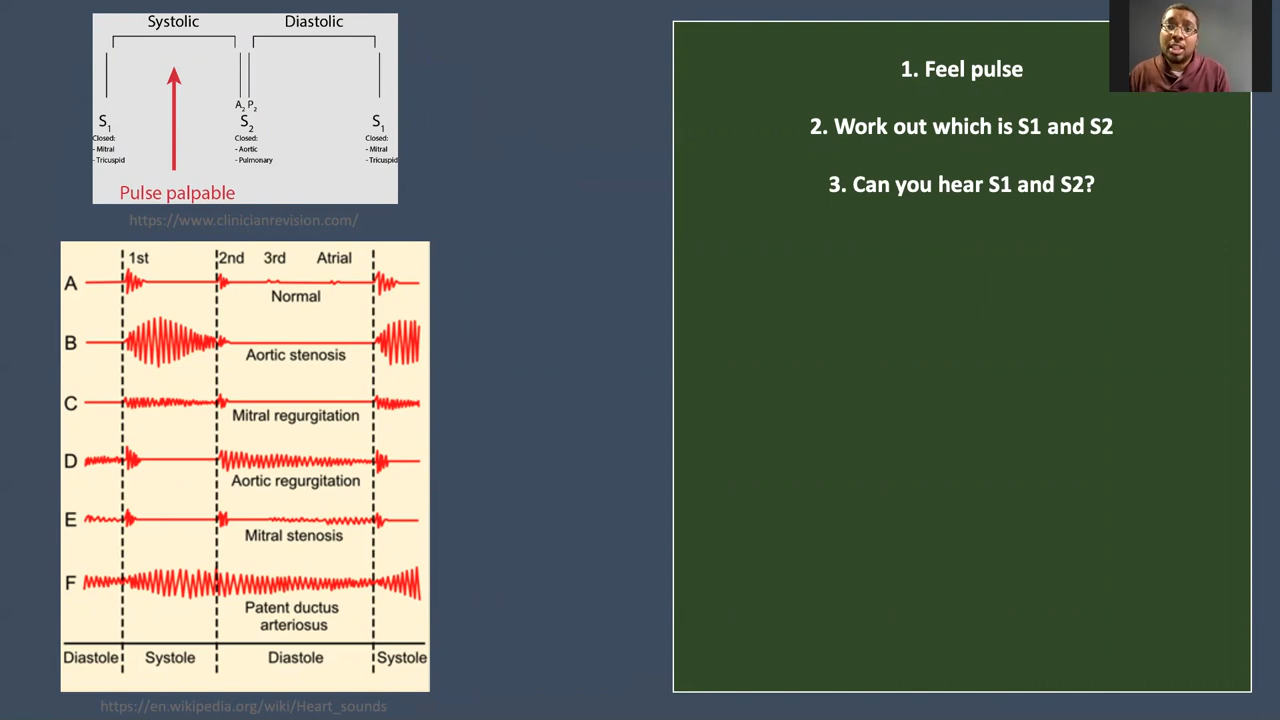 Systolic
Diastolic
A2 P2
S1
S2
S1
Closed:
- Mitral
- Tricuspid
Closed:
- Aortic
- Pulmonary
Closed:
- Mitral
- Tricuspid
Pulse palpable
https://www.clinicianrevision.com/
1st
2nd
3rd
Atrial
A
Normal
B
Aortic stenosis
C
Mitral regurgitation
D
Aortic regurgitation
E
Mitral stenosis
F
Patent ductus
arteriosus
Diastole
Systole
Diastole
Systole
https://en.wikipedia.org/wiki/Heart_sounds
1. Feel pulse
2. Work out which is S1 and S2
3. Can you hear S1 and S2?